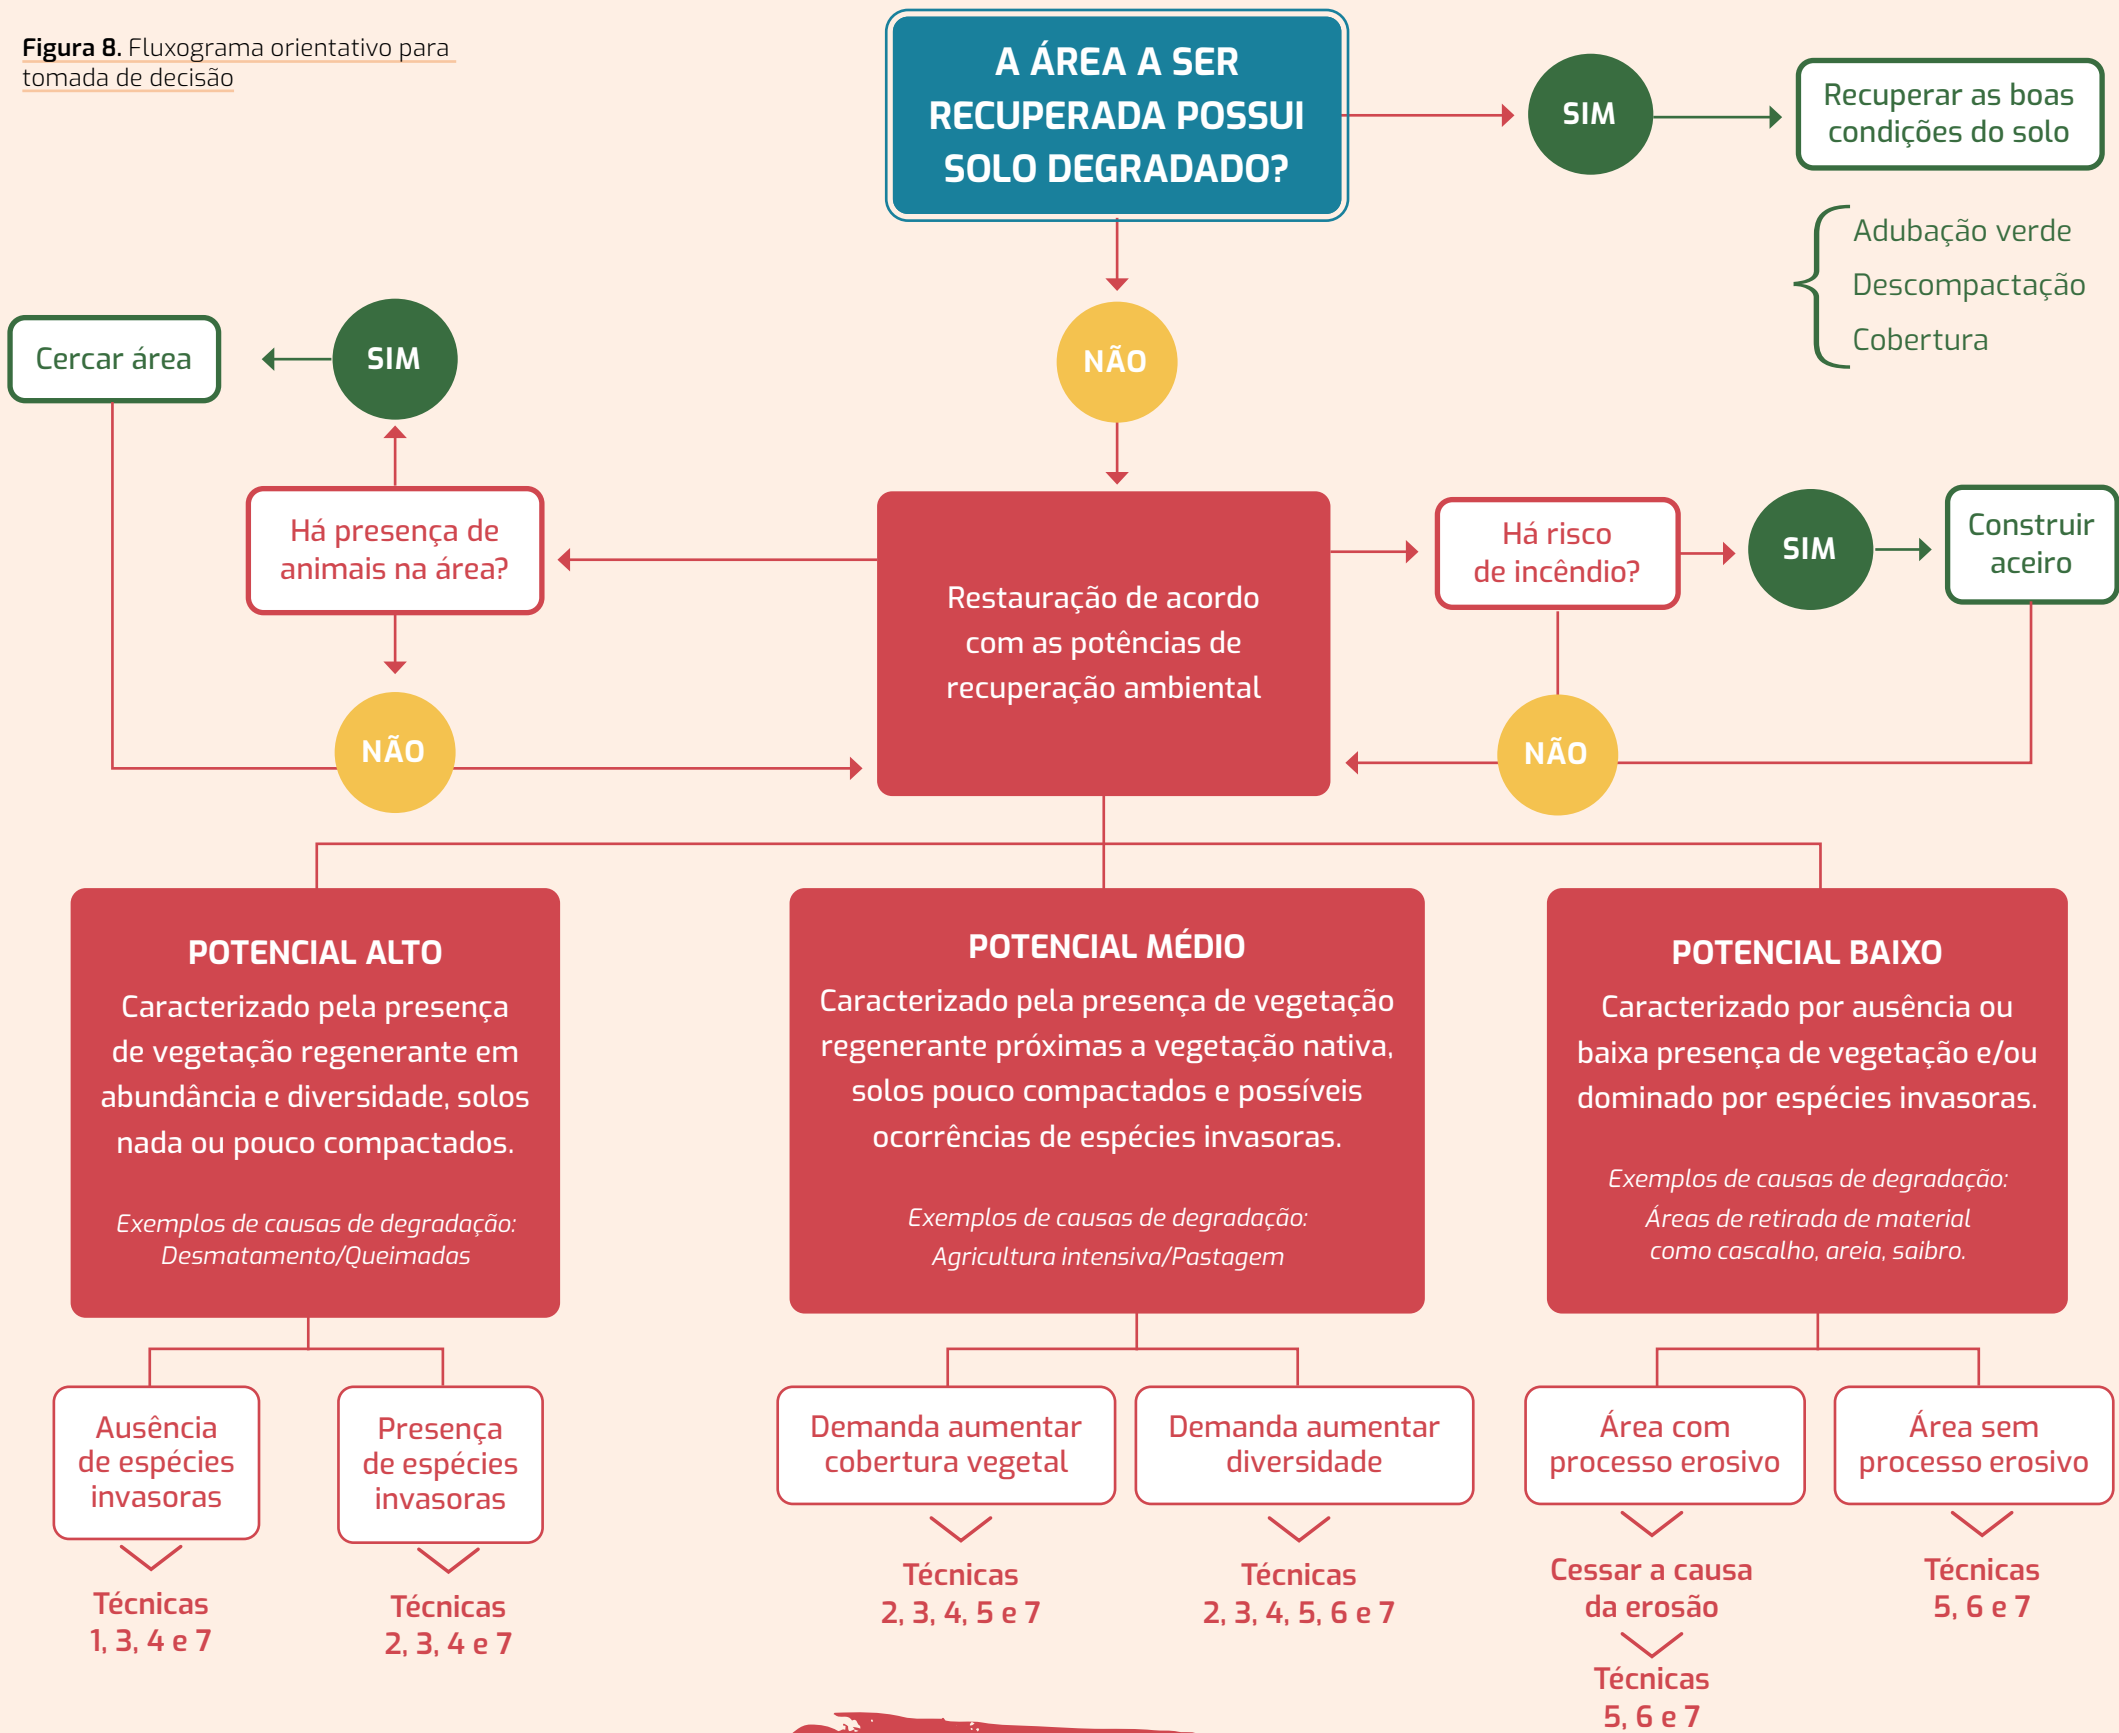 Figura 8. Fluxograma orientativo para
tomada de decisão
A ÁREA A SER
RECUPERADA POSSUI
SOLO DEGRADADO?
SIM
Recuperar as boas
condições do solo
Adubação verde
Descompactação
Cobertura
NÃO
Cercar área
SIM
Há presença de
animais na área?
NÃO
Restauração de acordo
com as potências de
recuperação ambiental
Há risco
de incêndio?
SIM
Construir
aceiro
NÃO
POTENCIAL ALTO
Caracterizado pela presença
de vegetação regenerante em
abundância e diversidade, solos
nada ou pouco compactados.
Exemplos de causas de degradação:
Desmatamento/Queimadas
POTENCIAL MÉDIO
Caracterizado pela presença de vegetação
regenerante próximas a vegetação nativa,
solos pouco compactados e possíveis
ocorrências de espécies invasoras.
Exemplos de causas de degradação:
Agricultura intensiva/Pastagem
POTENCIAL BAIXO
Caracterizado por ausência ou
baixa presença de vegetação e/ou
dominado por espécies invasoras.
Exemplos de causas de degradação:
Áreas de retirada de material
como cascalho, areia, saibro.
Ausência
de espécies
invasoras
Técnicas
1, 3, 4 e 7
Presença
de espécies
invasoras
Técnicas
2, 3, 4 e 7
Demanda aumentar
cobertura vegetal
Técnicas
2, 3, 4, 5 e 7
Demanda aumentar
diversidade
Técnicas
2, 3, 4, 5, 6 e 7
Área com
processo erosivo
Cessar a causa
da erosão
Técnicas
5, 6 e 7
Área sem
processo erosivo
Técnicas
5, 6 e 7